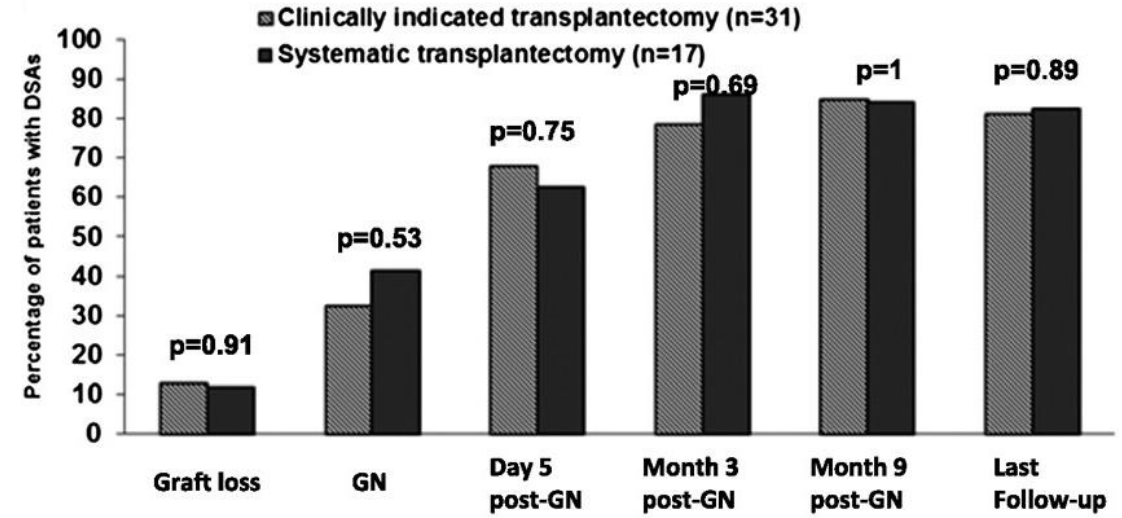 Clinically indicated transplantectomy (n=31)
Systematic transplantectomy (n=17)
Percentage of patients with DSAs
100
90
80
70
60
50
40
30
20
10
0
p=0.91
p=0.53
p=0.75
p=0.69
p=1
p=0.89
Graft loss
GN
Day 5
post-GN
Month 3
post-GN
Month 9
post-GN
Last
Follow-up